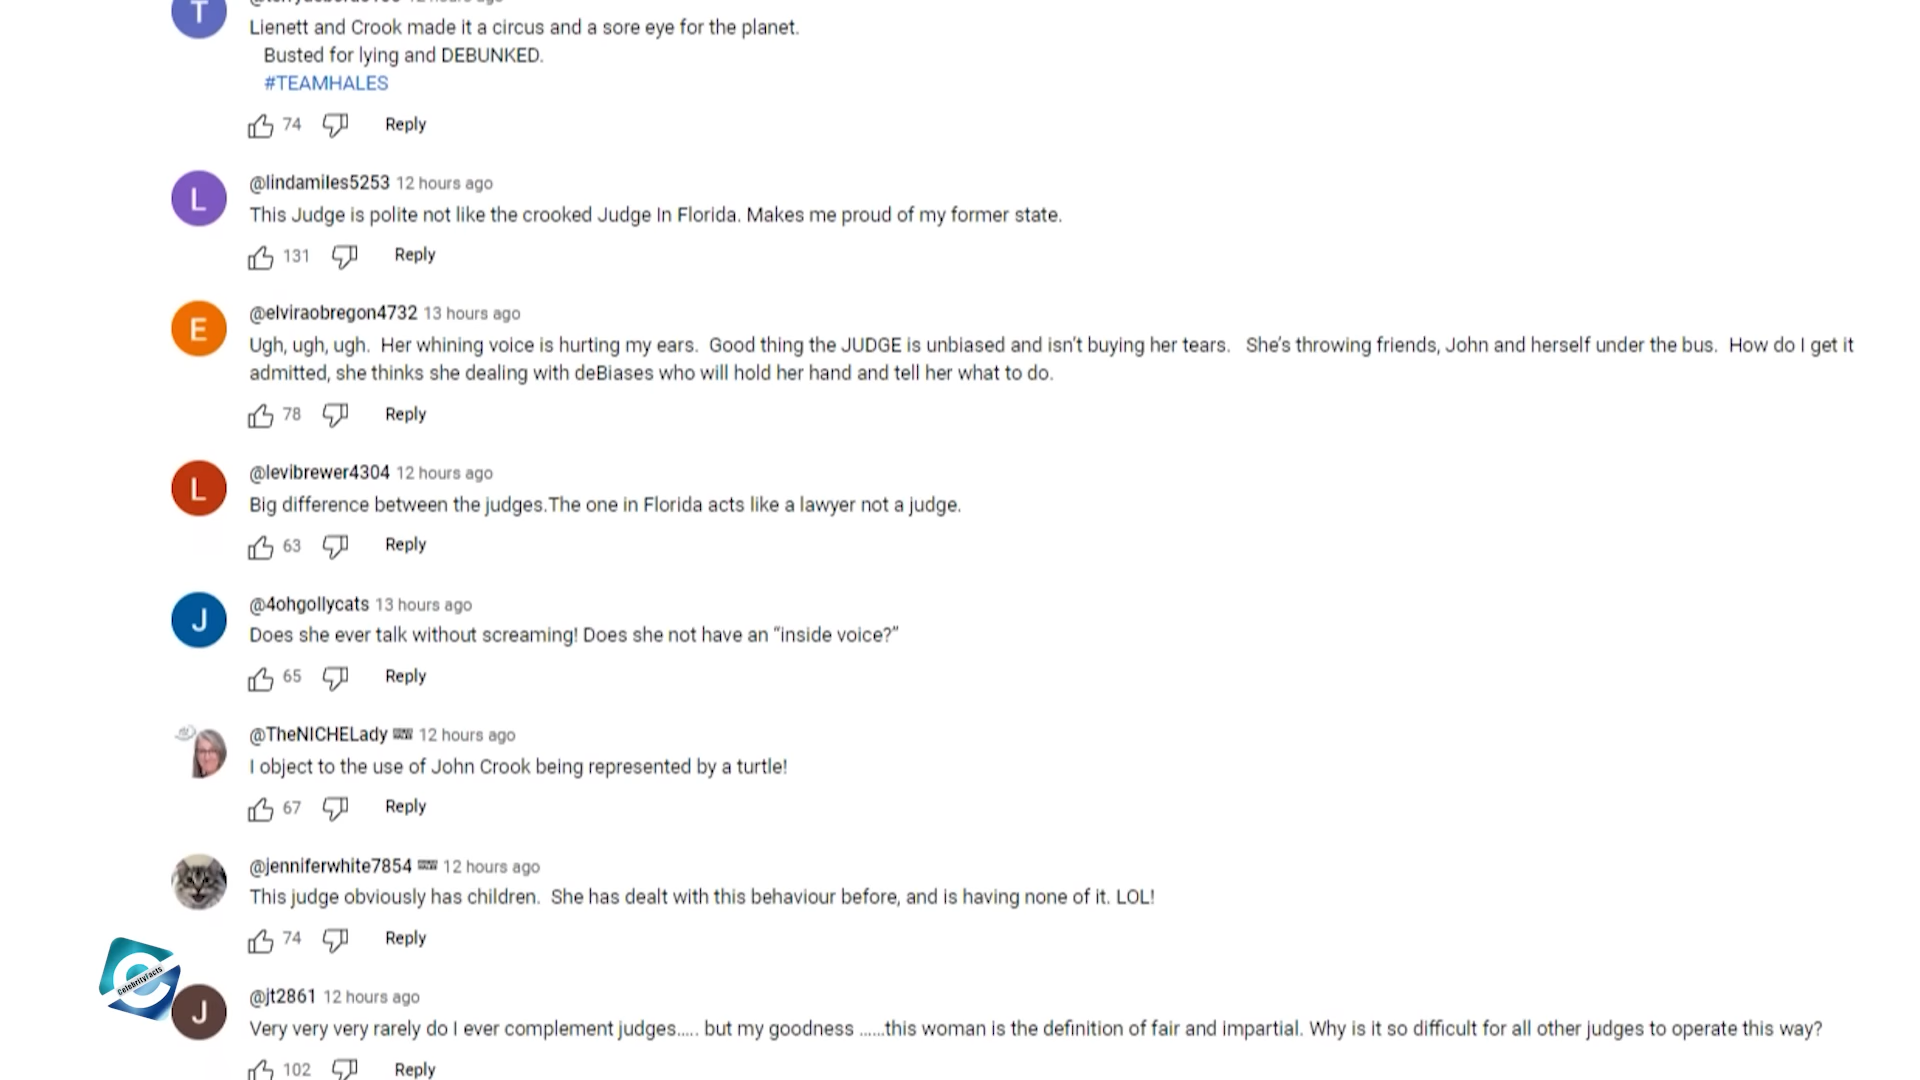 T
Lienett and Crook made it a circus and a sore eye for the planet.
Busted for lying and DEBUNKED.
#TEAMHALES
74 Reply
L
@lindamiles5253 12 hours ago
This Judge is polite not like the crooked Judge In Florida. Makes me proud of my former state.
131 Reply
E
@elviraobregon4732 13 hours ago
Ugh, ugh, ugh. Her whining voice is hurting my ears. Good thing the JUDGE is unbiased and isn't buying her tears. She's throwing friends, John and herself under the bus. How do I get it
admitted, she thinks she dealing with deBiases who will hold her hand and tell her what to do.
78 Reply
L
@levibrewer4304 12 hours ago
Big difference between the judges.The one in Florida acts like a lawyer not a judge.
63 Reply
J
@4ohgollycats 13 hours ago
Does she ever talk without screaming! Does she not have an “inside voice?”
65 Reply
@TheNICHELady 12 hours ago
I object to the use of John Crook being represented by a turtle!
67 Reply
@jenniferwhite7854 12 hours ago
This judge obviously has children. She has dealt with this behaviour before, and is having none of it. LOL!
74 Reply
CelebrityFacts
J
@jt2861 12 hours ago
Very very very rarely do I ever complement judges..... but my goodness ......this woman is the definition of fair and impartial. Why is it so difficult for all other judges to operate this way?
102 Reply